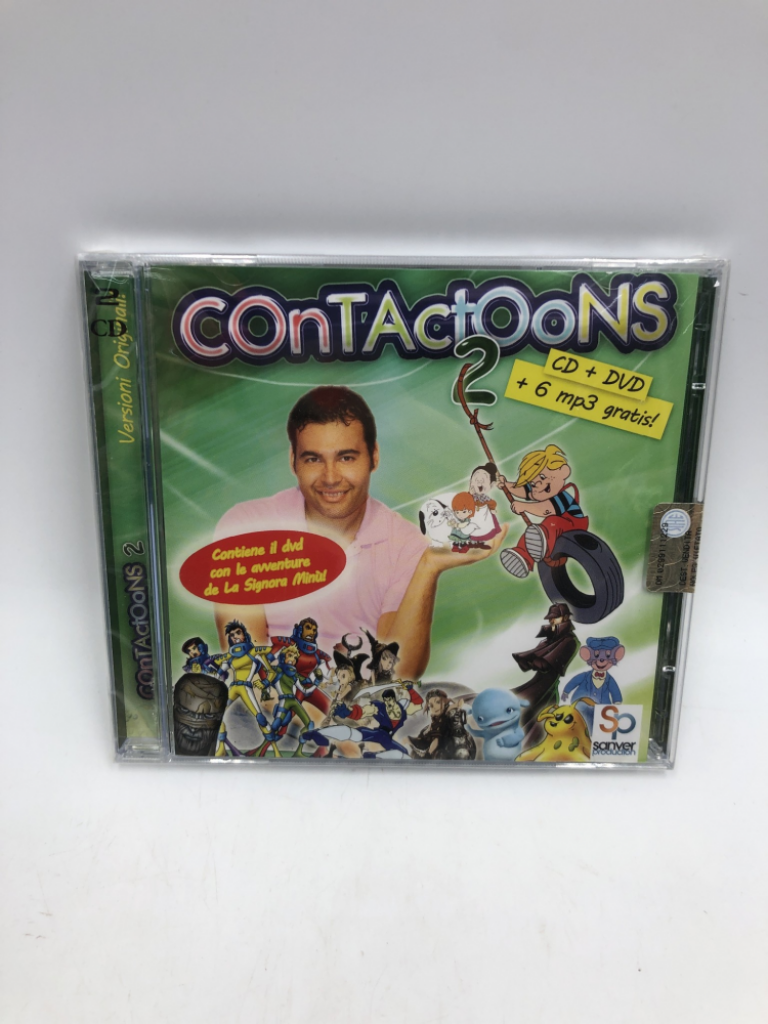 2
CD
Versioni Originali
CONTACTOONS 2
COnTActOoNS
2
CD + DVD
+ 6 mp3 gratis!
Contiene il dvd
con le avventure
de La Signora Minù!
SP
sanver
production